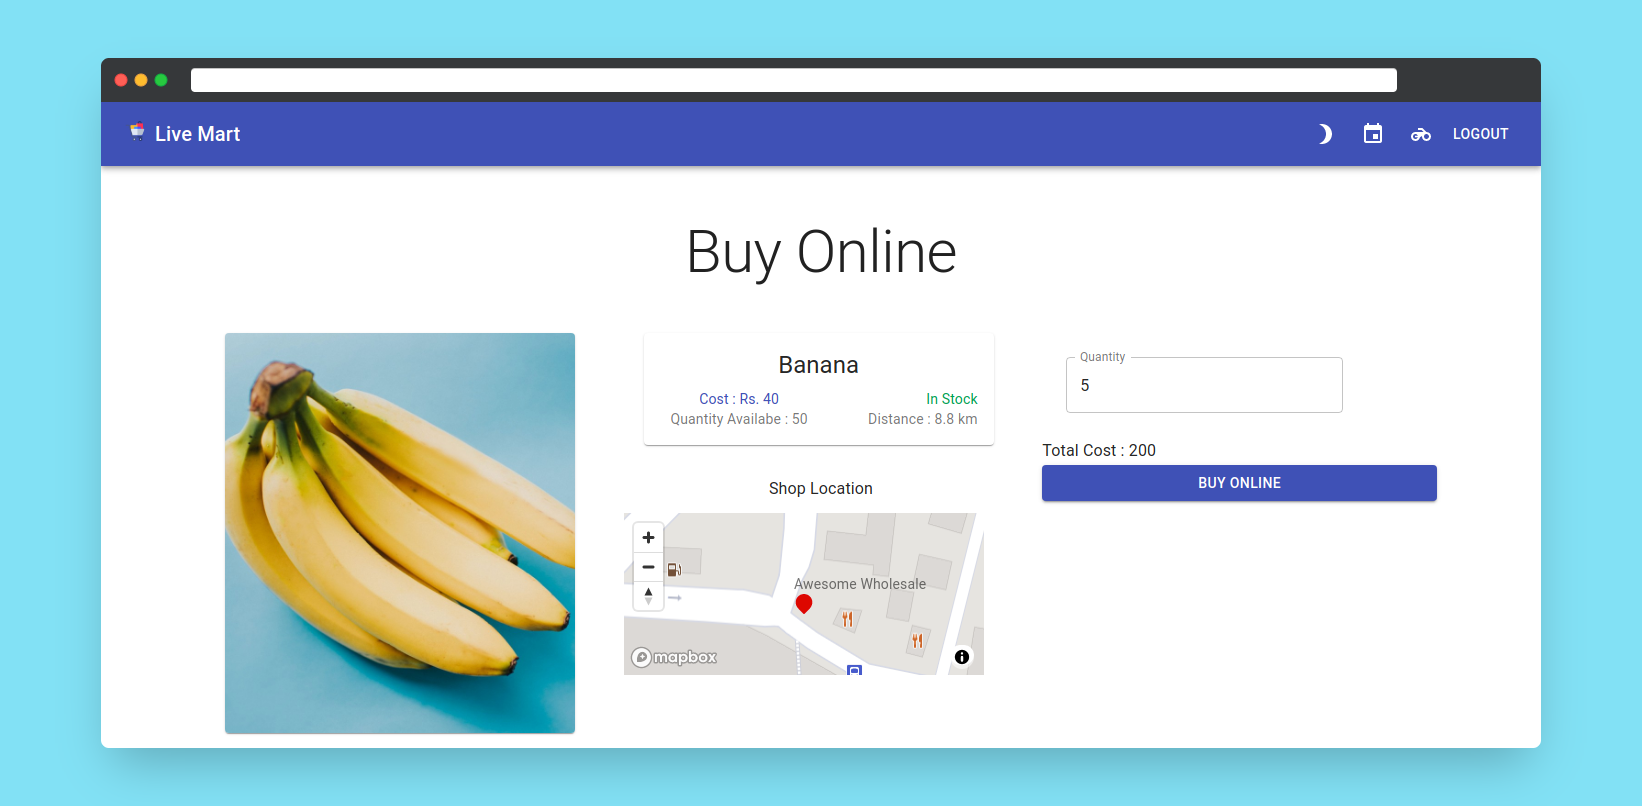 Live Mart
LOGOUT
Buy Online
Banana
Cost : Rs. 40
In Stock
Quantity Availabe : 50
Distance : 8.8 km
Shop Location
Awesome Wholesale
mapbox
Quantity
5
Total Cost : 200
BUY ONLINE